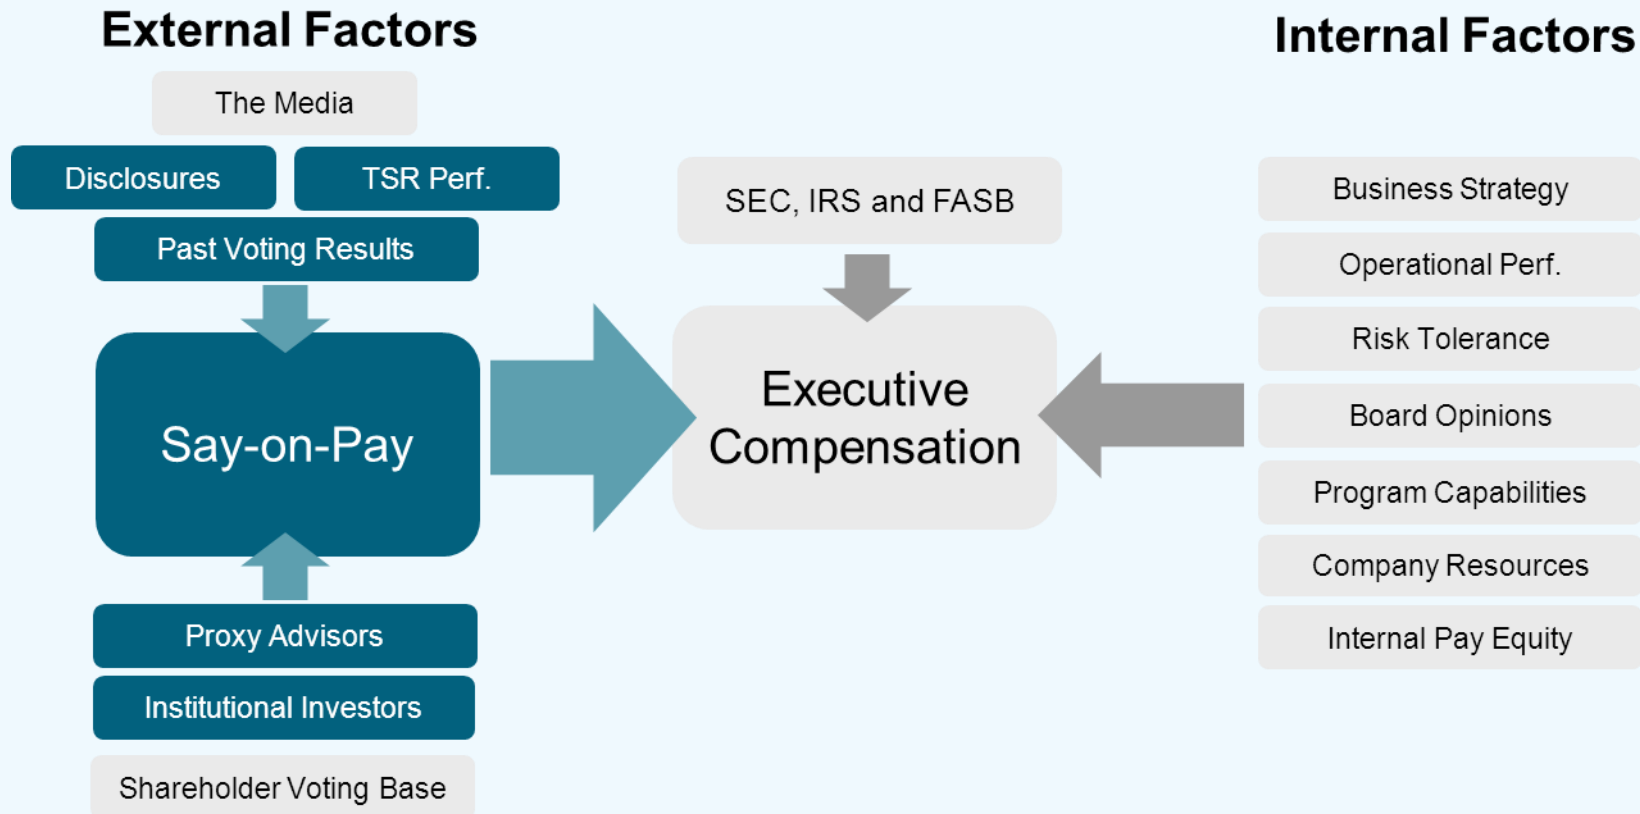 External Factors
The Media
Disclosures
TSR Perf.
Past Voting Results
Say-on-Pay
Proxy Advisors
Institutional Investors
Shareholder Voting Base
SEC, IRS and FASB
Executive
Compensation
Internal Factors
Business Strategy
Operational Perf.
Risk Tolerance
Board Opinions
Program Capabilities
Company Resources
Internal Pay Equity